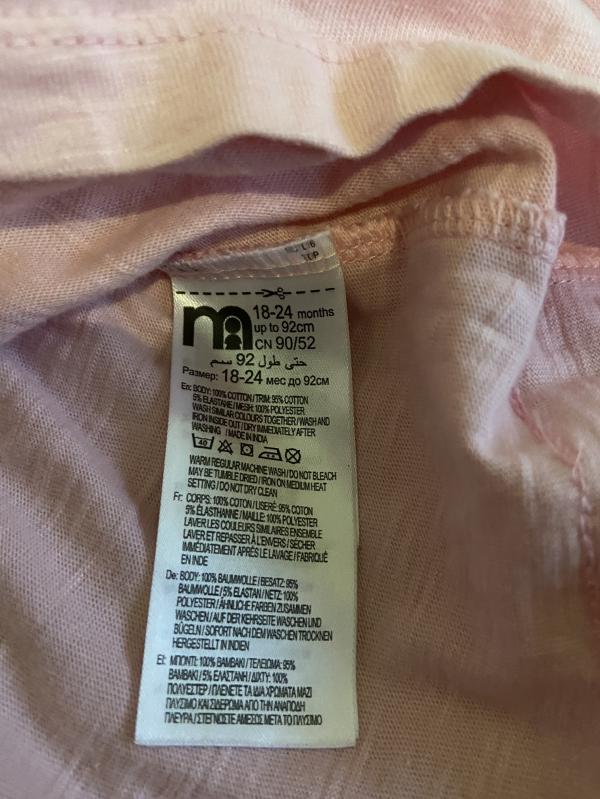 18-24 months
up to 92cm
CN 90/52
حتى طول 92 سم
Размер: 18-24 мес до 92см
En: BODY: 100% COTTON / TRIM: 95% COTTON
5% ELASTANE / MESH: 100% POLYESTER
WASH SIMILAR COLOURS TOGETHER / WASH AND
IRON INSIDE OUT / DRY IMMEDIATELY AFTER
WASHING / MADE IN INDIA
40
WARM REGULAR MACHINE WASH / DO NOT BLEACH
MAY BE TUMBLE DRIED / IRON ON MEDIUM HEAT
SETTING / DO NOT DRY CLEAN
Fr: CORPS: 100% COTON / LISERÉ: 95% COTON
5% ÉLASTHANNE / MAILLE: 100% POLYESTER
LAVER LES COULEURS SIMILAIRES ENSEMBLE
LAVER ET REPASSER À L'ENVERS / SÉCHER
IMMÉDIATEMENT APRÈS LE LAVAGE / FABRIQUÉ
EN INDE
De: BODY: 100% BAUMWOLLE / BESATZ: 95%
BAUMWOLLE / 5% ELASTAN / NETZ: 100%
POLYESTER / ÄHNLICHE FARBEN ZUSAMMEN
WASCHEN / AUF DER KEHRSEITE WASCHEN UND
BÜGELN / SOFORT NACH DEM WASCHEN TROCKNEN
HERGESTELLT IN INDIEN
El: ΜΠΟΝΤΙ: 100% ΒΑΜΒΑΚΙ / ΤΕΛΕΙΩΜΑ: 95%
ΒΑΜΒΑΚΙ / 5% ΕΛΑΣΤΑΝΗ / ΔΙΧΤΥ: 100%
ΠΟΛΥΕΣΤΕΡ / ΠΛΕΝΕΤΕ ΤΑ ΙΔΙΑ ΧΡΩΜΑΤΑ ΜΑΖΙ
ΠΛΥΣΙΜΟ ΚΑΙ ΣΙΔΕΡΩΜΑ ΑΠΟ ΤΗΝ ΑΝΑΠΟΔΗ
ΠΛΕΥΡΑ / ΣΤΕΓΝΩΣΤΕ ΑΜΕΣΩΣ ΜΕΤΑ ΤΟ ΠΛΥΣΙΜΟ